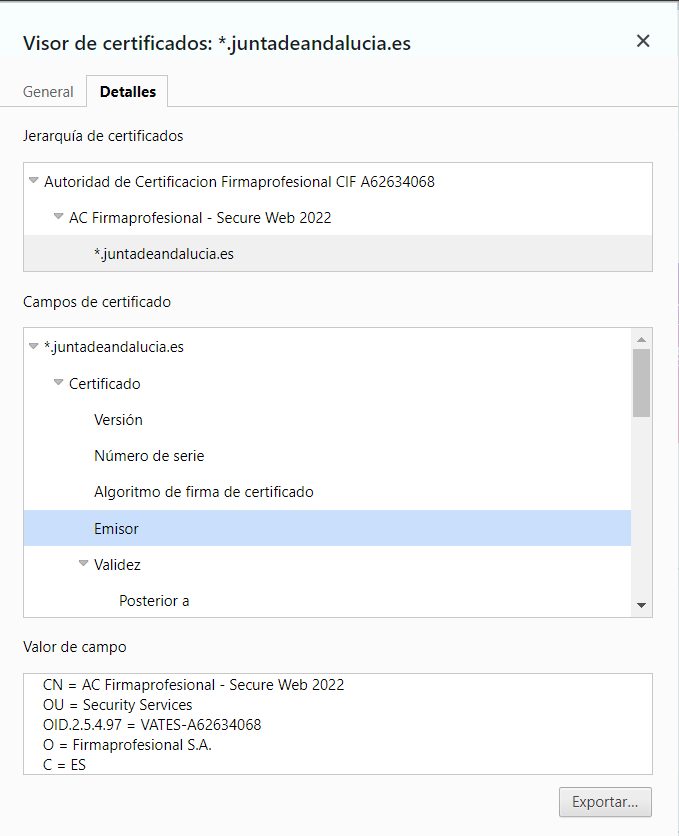 Visor de certificados: *.juntadeandalucia.es
General
Detalles
Jerarquía de certificados
Autoridad de Certificacion Firmaprofesional CIF A62634068
AC Firmaprofesional - Secure Web 2022
*.juntadeandalucia.es
Campos de certificado
*.juntadeandalucia.es
Certificado
Versión
Número de serie
Algoritmo de firma de certificado
Emisor
Validez
Posterior a
Valor de campo
CN = AC Firmaprofesional - Secure Web 2022
OU = Security Services
OID.2.5.4.97 = VATES-A62634068
O = Firmaprofesional S.A.
C = ES
Exportar...